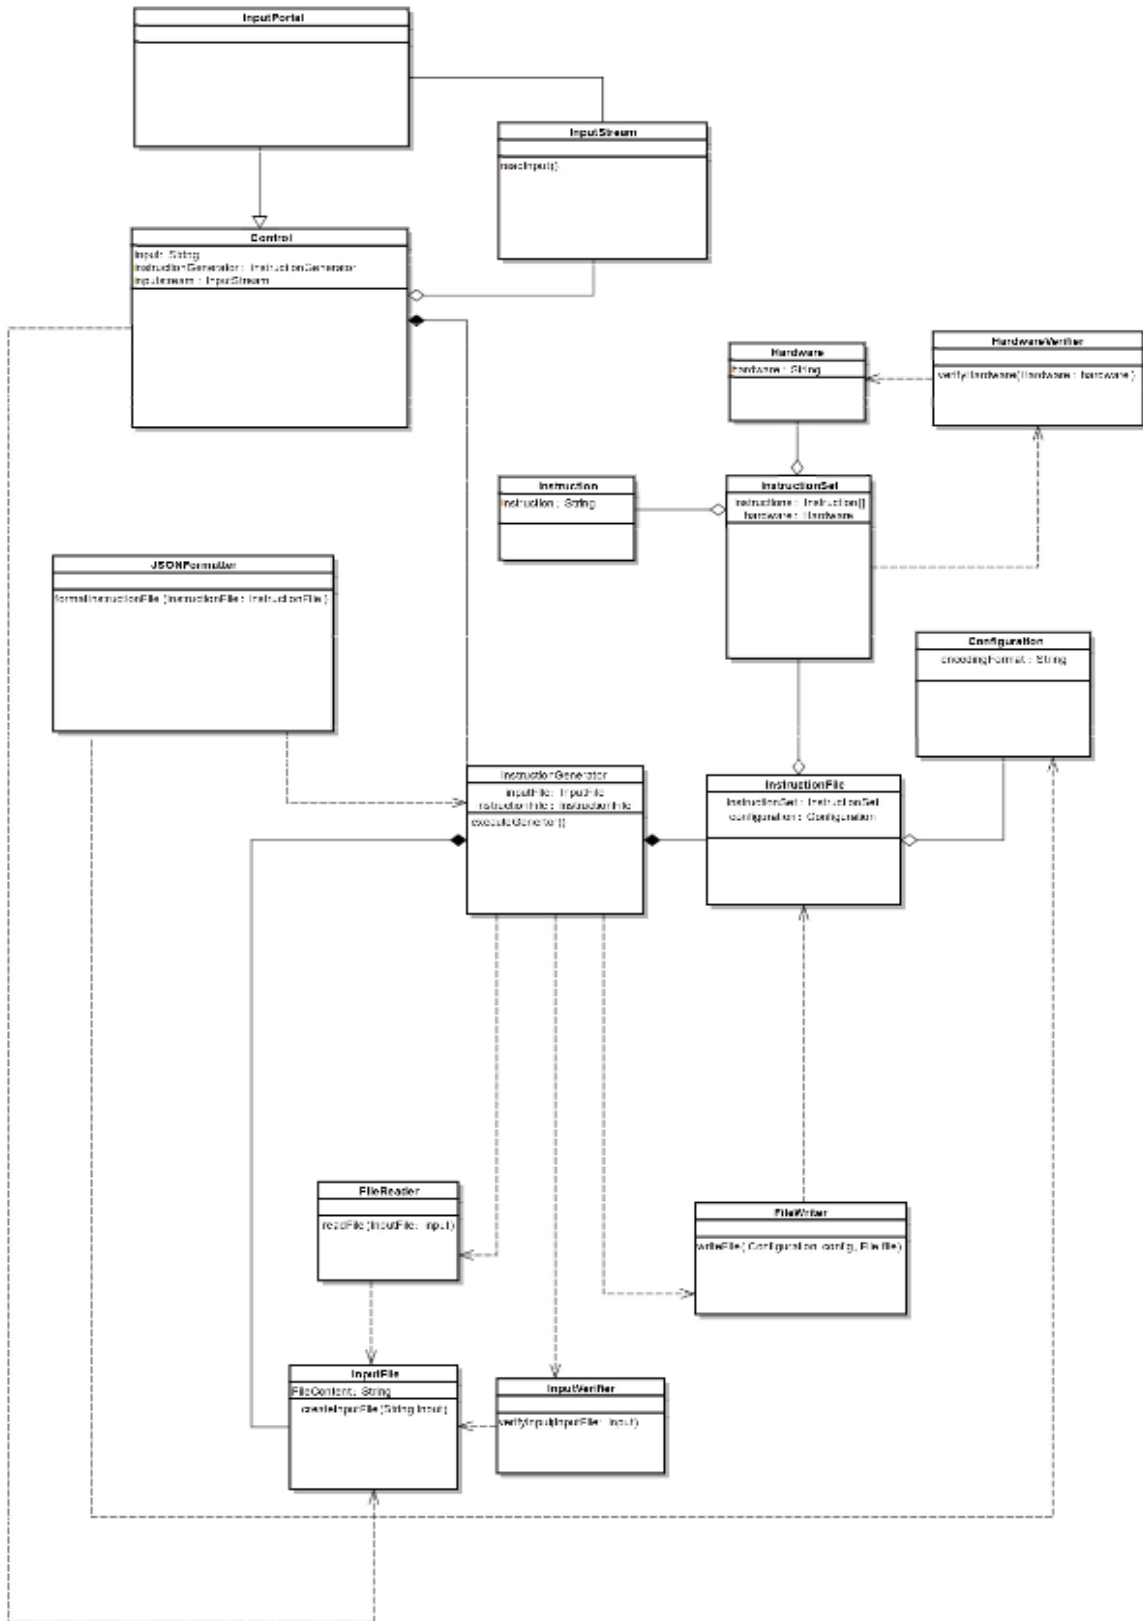 InputPortal
InputStream
readInput()
Control
Input: String
InstructionGenerator: InstructionGenerator
Inputstream: InputStream
Hardware
hardware: String
HardwareVerifier
verifyHardware(Hardware: hardware)
Instruction
Instruction: String
InstructionSet
Instructions: Instruction[]
hardware: Hardware
JSONFormatter
formatInstructionFile(InstructionFile: InstructionFile)
Configuration
encodingFormat: String
InstructionGenerator
inputFile: InputFile
InstructionFile: InstructionFile
executeGenertor()
InstructionFile
InstructionSet: InstructionSet
configuration: Configuration
FileReader
readFile(InputFile: Input)
FileWriter
writeFile( Configuration config, File file)
InputFile
FileContent: String
createInputFile(String Input)
InputVerifier
verifyInput(InputFile: Input)